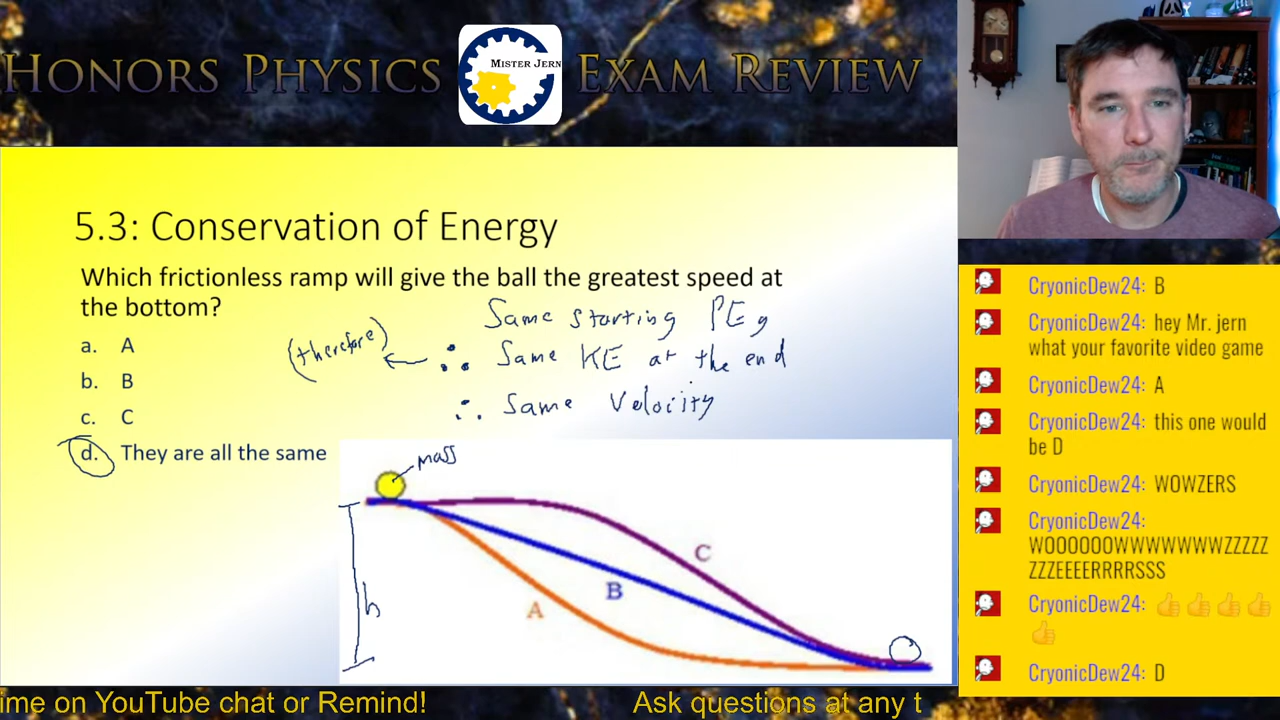 HONORS PHYSICS
MISTER JERN
EXAM REVIEW
5.3: Conservation of Energy
Which frictionless ramp will give the ball the greatest speed at
the bottom?
a. A
b. B
c. C
d. They are all the same
Same starting PEg
(therefore)
∴ Same KE at the end
∴ Same Velocity
mass
h
A
B
C
CryonicDew24: B
CryonicDew24: hey Mr. jern
what your favorite video game
CryonicDew24: A
CryonicDew24: this one would
be D
CryonicDew24: WOWZERS
CryonicDew24:
WOOOOOOWWWWWWWZZZZZ
ZZZEEEERRRRSSS
CryonicDew24: 👍👍👍👍
👍
CryonicDew24: D
ime on YouTube chat or Remind!
Ask questions at any t